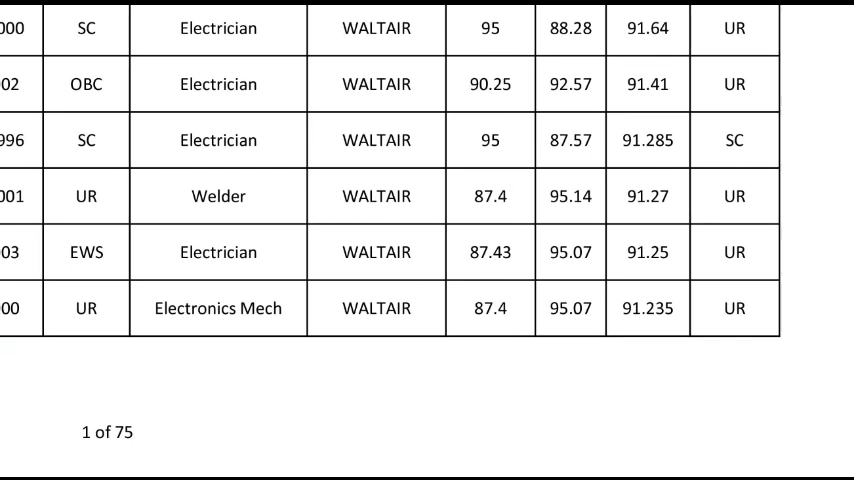 000 SC Electrician WALTAIR 95 88.28 91.64 UR
02 OBC Electrician WALTAIR 90.25 92.57 91.41 UR
996 SC Electrician WALTAIR 95 87.57 91.285 SC
001 UR Welder WALTAIR 87.4 95.14 91.27 UR
03 EWS Electrician WALTAIR 87.43 95.07 91.25 UR
00 UR Electronics Mech WALTAIR 87.4 95.07 91.235 UR
1 of 75